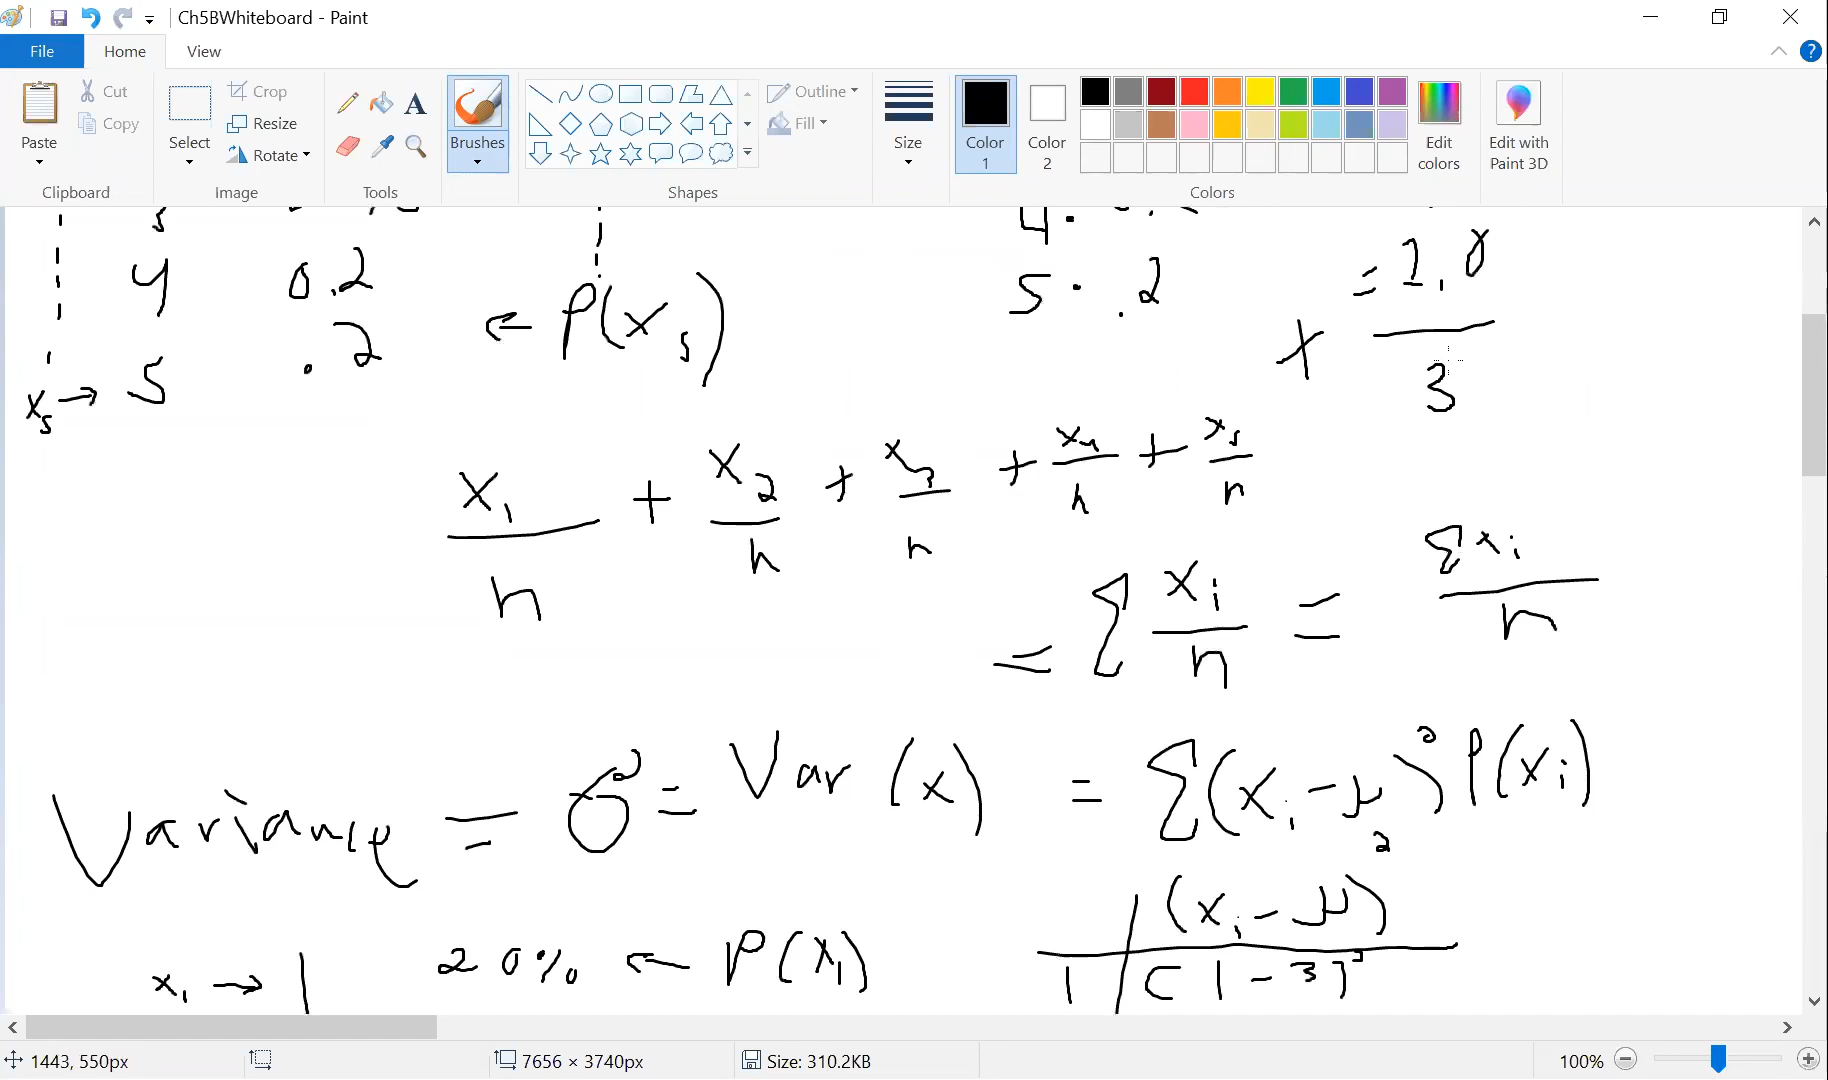 Ch5BWhiteboard - Paint
File Home View
Paste
Cut
Copy
Clipboard
Select
Crop
Resize
Rotate
Image
Tools
Brushes
Shapes
Outline
Fill
Size
Color 1
Color 2
Colors
Edit colors
Edit with Paint 3D
4 0.2
x5 → 5 .2 ← P(x5)
4 ·
5 · .2
= 1.0
3
x1/n + x2/n + x3/n + x4/n + x5/n
= Σ xi/n = Σxi/n
Variance = σ² = Var (x) = Σ(xi - μ)² P(xi)
2
(xi - μ)
x1 → 1 20% ← P(x1)
1 [1 - 3]²
1443, 550px
7656 × 3740px
Size: 310.2KB
100%